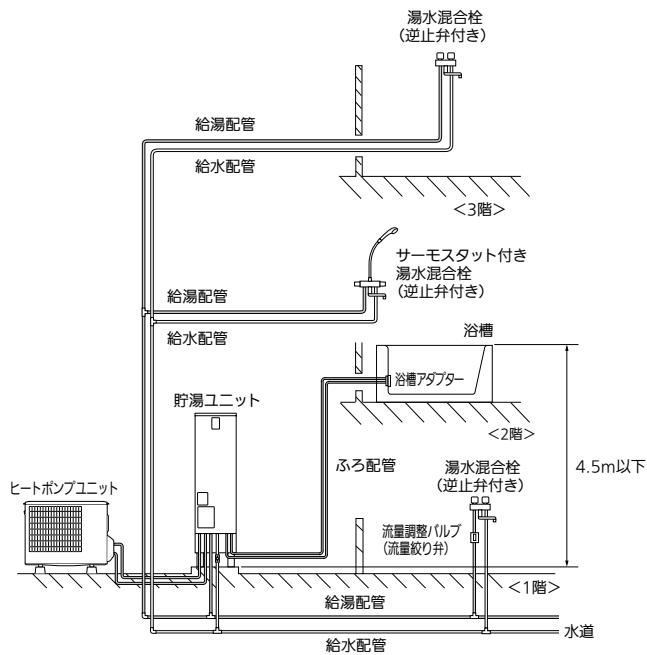 湯水混合栓
（逆止弁付き）
給湯配管
給水配管
＜3階＞
サーモスタット付き
湯水混合栓
（逆止弁付き）
給湯配管
給水配管
浴槽
浴槽アダプター
貯湯ユニット
＜2階＞
ふろ配管
湯水混合栓
（逆止弁付き）
4.5m以下
ヒートポンプユニット
流量調整バルブ
（流量絞り弁）
＜1階＞
給湯配管
水道
給水配管